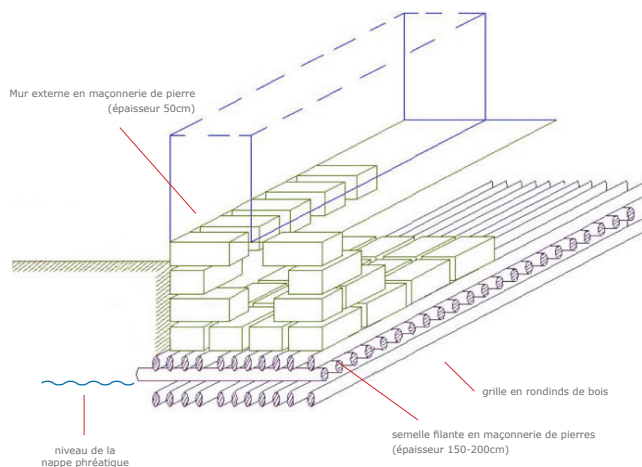 Mur externe en maçonnerie de pierre
(épaisseur 50cm)
grille en rondinds de bois
semelle filante en maçonnerie de pierres
(épaisseur 150-200cm)
niveau de la
nappe phréatique